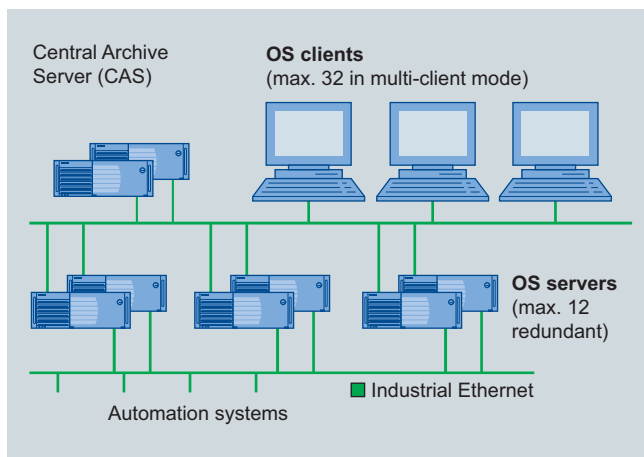 Central Archive
Server (CAS)
OS clients
(max. 32 in multi-client mode)
OS servers
(max. 12
redundant)
Industrial Ethernet
Automation systems